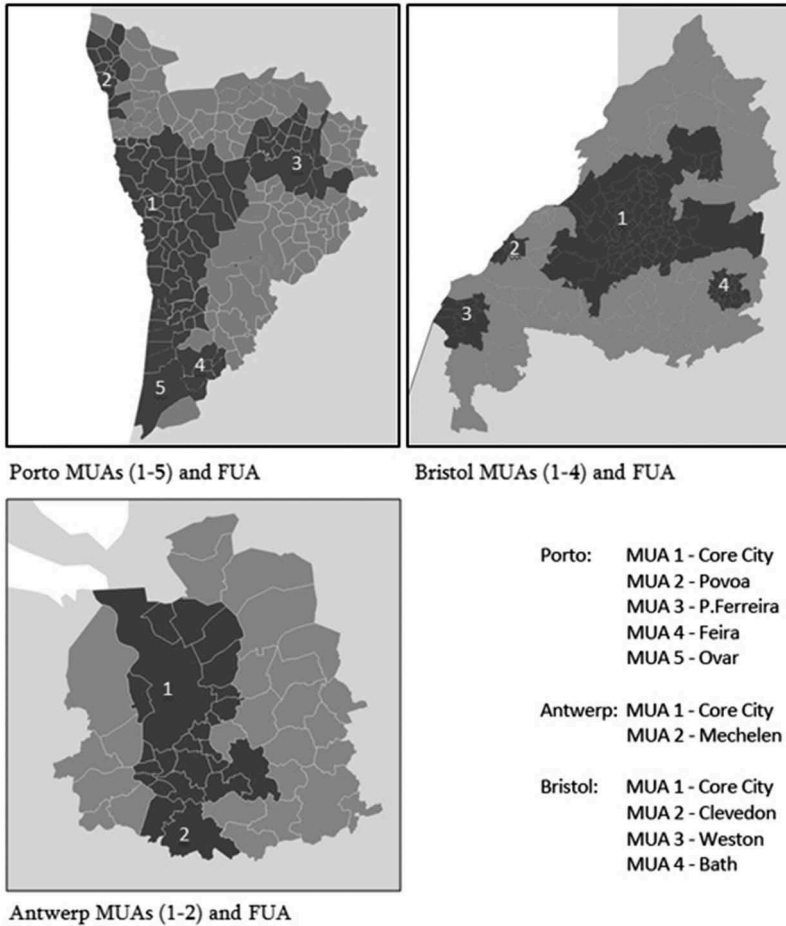 2
3
1
4
5
1
2
4
3
Porto MUAs (1-5) and FUA
Bristol MUAs (1-4) and FUA
1
2
Antwerp MUAs (1-2) and FUA
Porto: MUA 1 - Core City
MUA 2 - Povoa
MUA 3 - P.Ferreira
MUA 4 - Feira
MUA 5 - Ovar
Antwerp: MUA 1 - Core City
MUA 2 - Mechelen
Bristol: MUA 1 - Core City
MUA 2 - Clevedon
MUA 3 - Weston
MUA 4 - Bath